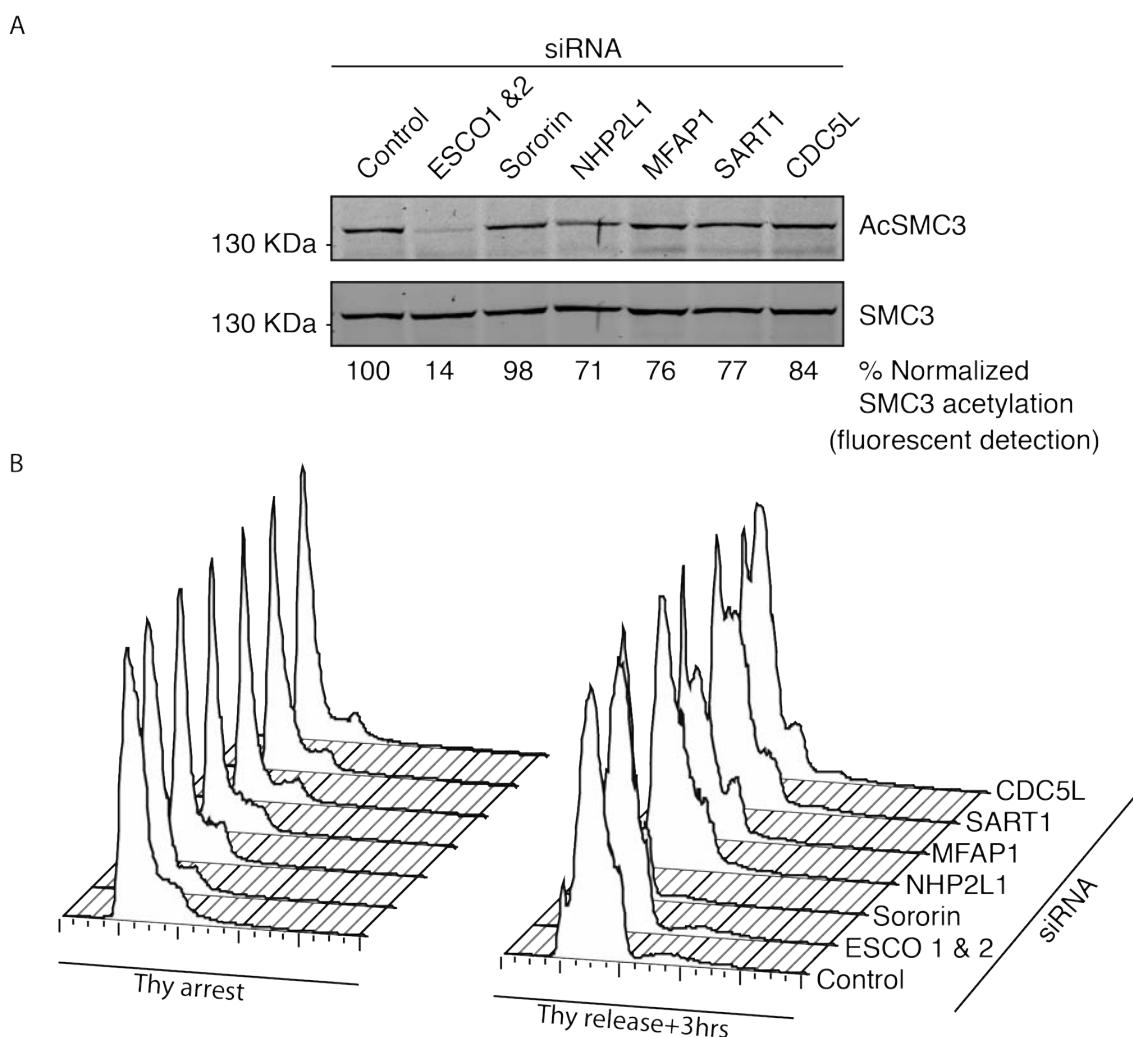 A
siRNA
Control
ESCO1 &2
Sororin
NHP2L1
MFAP1
SART1
CDC5L
130 KDa
AcSMC3
130 KDa
SMC3
100 14 98 71 76 77 84 % Normalized
SMC3 acetylation
(fluorescent detection)
B
CDC5L
SART1
MFAP1
NHP2L1
Sororin
ESCO 1 & 2
Control
siRNA
Thy arrest
Thy release+3hrs